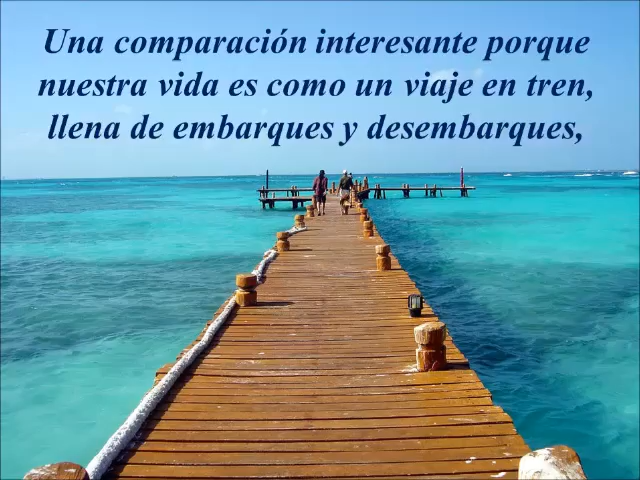 Una comparación interesante porque
nuestra vida es como un viaje en tren,
llena de embarques y desembarques,